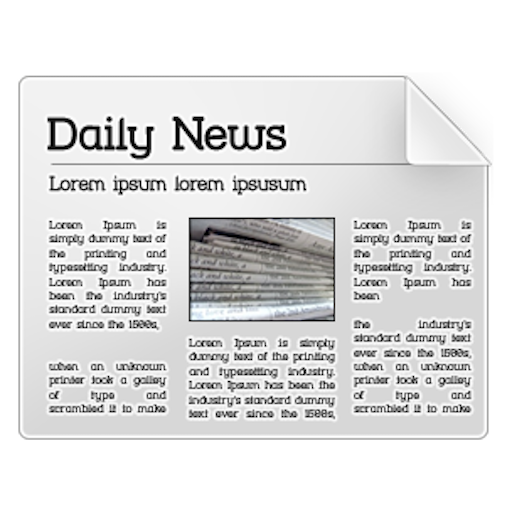 Daily News
Lorem ipsum lorem ipsusum
Lorem Ipsum is
simply dummy text of
the printing and
typesetting industry.
Lorem Ipsum has
been the industry's
standard dummy text
ever since the 1500s,
when an unknown
printer took a galley
of type and
scrambled it to make
Lorem Ipsum is simply
dummy text of the printing
and typesetting industry.
Lorem Ipsum has been the
industry's standard dummy
text ever since the 1500s,
Lorem Ipsum is
simply dummy text of
the printing and
typesetting industry.
Lorem Ipsum has
been
the industry's
standard dummy text
ever since the 1500s,
when an unknown
printer took a galley
of type and
scrambled it to make